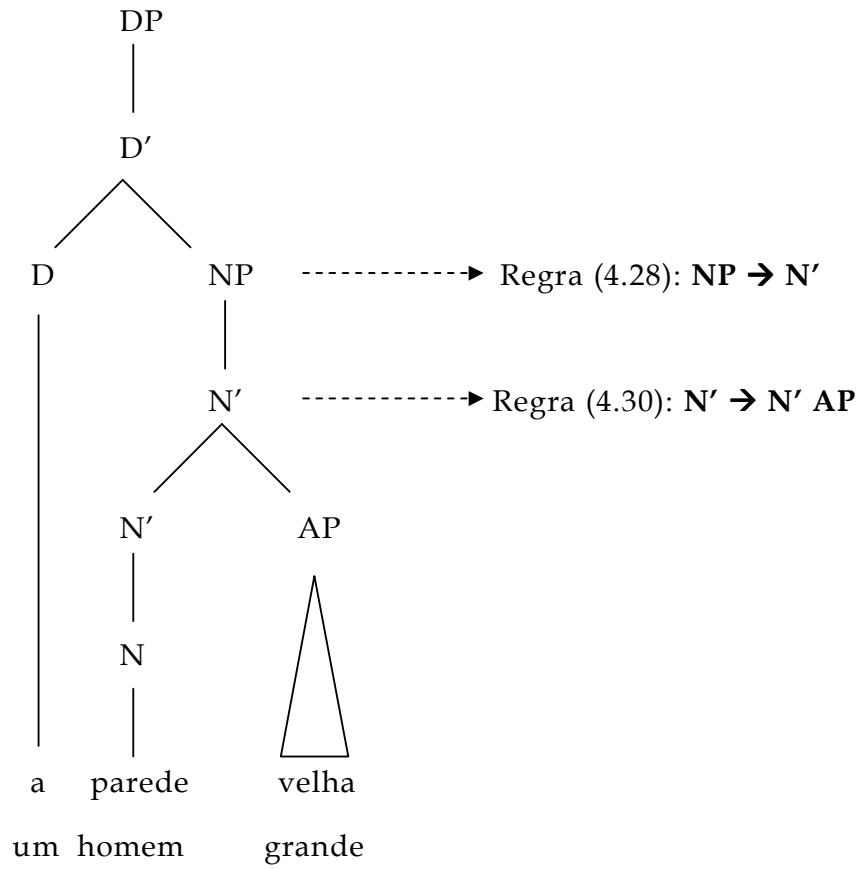 DP
D′
D NP Regra (4.28): NP → N′
N′ Regra (4.30): N′ → N′ AP
N′ AP
N
a parede velha
um homem grande